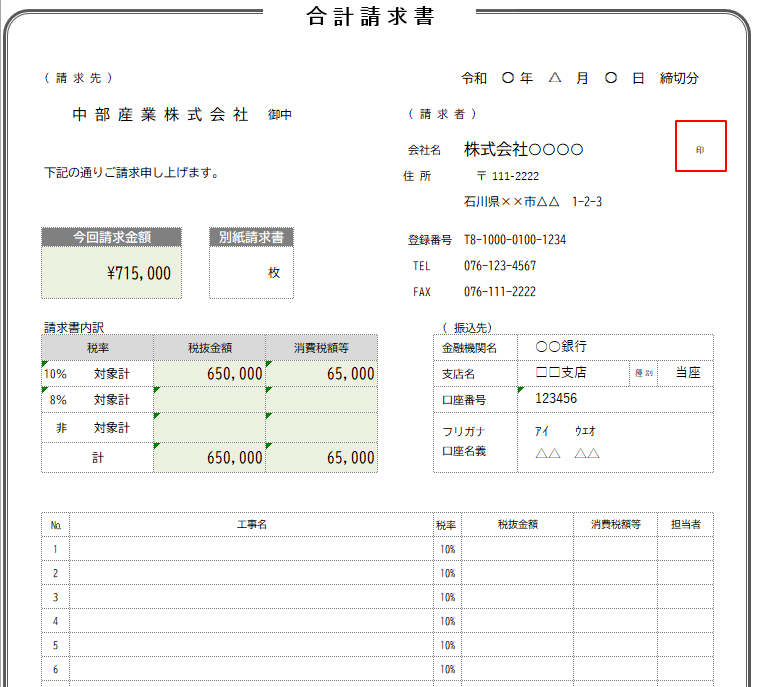 合計請求書
(請求先)
令和 〇 年 △ 月 〇 日 締切分
中部産業株式会社 御中
(請求者)
会社名 株式会社〇〇〇〇
印
下記の通りご請求申し上げます。
住所 〒 111-2222
石川県××市△△ 1-2-3
今回請求金額 別紙請求書
登録番号 T8-1000-0100-1234
¥715,000 枚
TEL 076-123-4567
FAX 076-111-2222
請求書内訳
(振込先)
税率 税抜金額 消費税額等
金融機関名 〇〇銀行
10% 対象計 650,000 65,000
支店名 □□支店 種別 当座
8% 対象計
口座番号 123456
非 対象計
フリガナ アイ ウエオ
口座名義 △△ △△
計 650,000 65,000
No. 工事名 税率 税抜金額 消費税額等 担当者
1 10%
2 10%
3 10%
4 10%
5 10%
6 10%